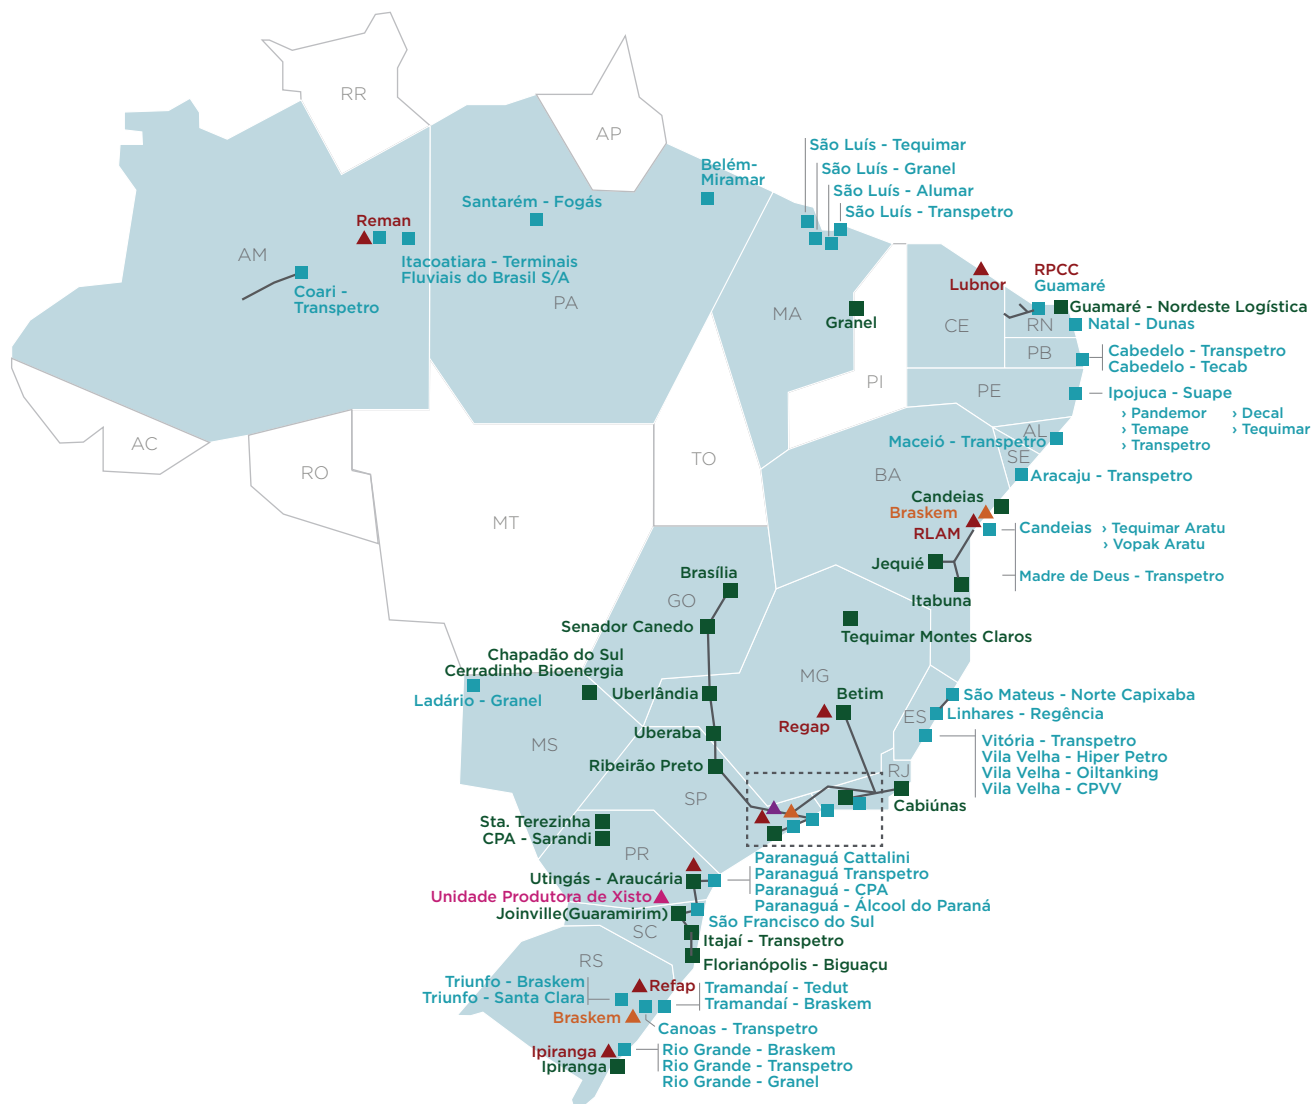 RR
AP
São Luís - Tequimar
São Luís - Granel
São Luís - Alumar
São Luís - Transpetro
Belém-
Miramar
Santarém - Fogás
Reman
AM
Itacoatiara - Terminais
Fluviais do Brasil S/A
Coari -
Transpetro
PA
MA
Granel
Lubnor
RPCC
Guamaré
Guamaré - Nordeste Logística
CE
RN
Natal - Dunas
PB
Cabedelo - Transpetro
Cabedelo - Tecab
PI
PE
Ipojuca - Suape
› Pandemor
› Decal
› Temape
› Tequimar
› Transpetro
AL
Maceió - Transpetro
SE
Aracaju - Transpetro
AC
RO
TO
MT
BA
Candeias
Braskem
RLAM
Candeias
› Tequimar Aratu
› Vopak Aratu
Madre de Deus - Transpetro
Jequié
Itabuna
Brasília
GO
Senador Canedo
Tequimar Montes Claros
Chapadão do Sul
Cerradinho Bioenergia
Ladário - Granel
Uberlândia
MG
Betim
Regap
São Mateus - Norte Capixaba
Linhares - Regência
ES
Vitória - Transpetro
Vila Velha - Hiper Petro
Vila Velha - Oiltanking
Vila Velha - CPVV
MS
Uberaba
Ribeirão Preto
RJ
Cabiúnas
SP
Sta. Terezinha
CPA - Sarandi
PR
Utingás - Araucária
Paranaguá Cattalini
Paranaguá Transpetro
Paranaguá - CPA
Paranaguá - Álcool do Paraná
Unidade Produtora de Xisto
Joinville(Guaramirim)
São Francisco do Sul
SC
Itajaí - Transpetro
Florianópolis - Biguaçu
RS
Triunfo - Braskem
Triunfo - Santa Clara
Refap
Tramandaí - Tedut
Tramandaí - Braskem
Braskem
Canoas - Transpetro
Ipiranga
Ipiranga
Rio Grande - Braskem
Rio Grande - Transpetro
Rio Grande - Granel